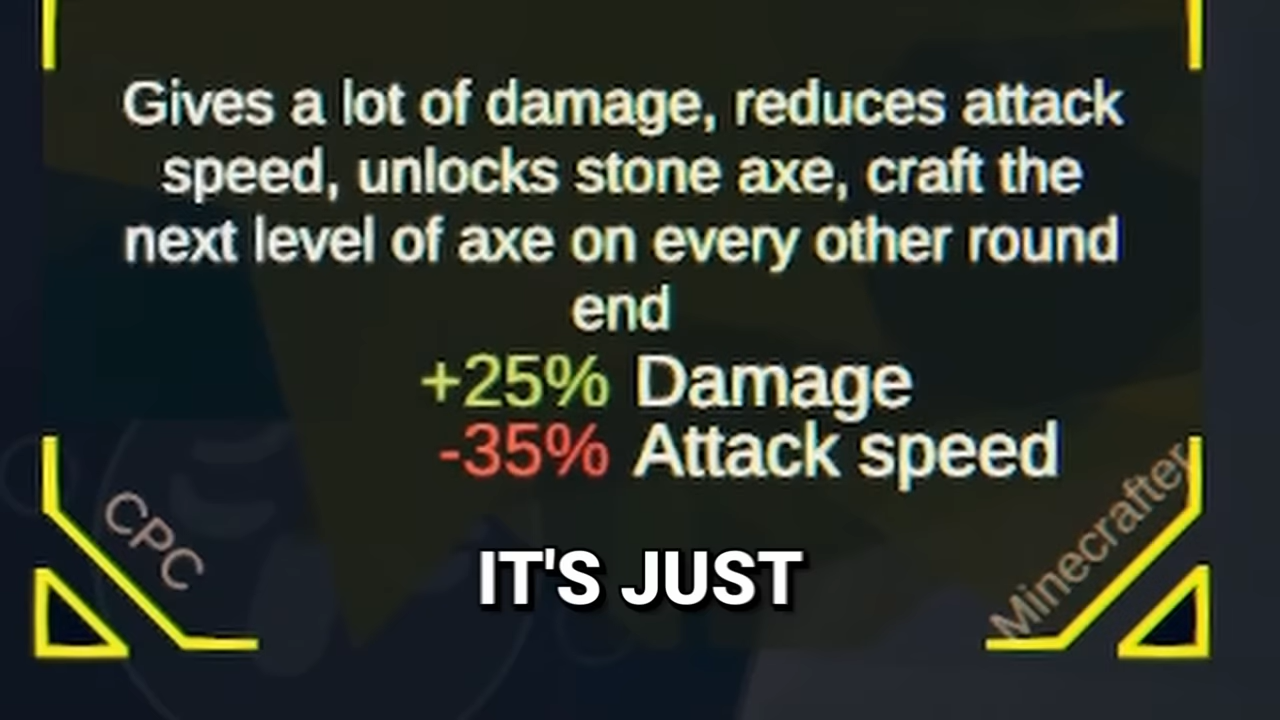 Gives a lot of damage, reduces attack
speed, unlocks stone axe, craft the
next level of axe on every other round
end
+25% Damage
-35% Attack speed
CPC
Minecrafter
IT'S JUST